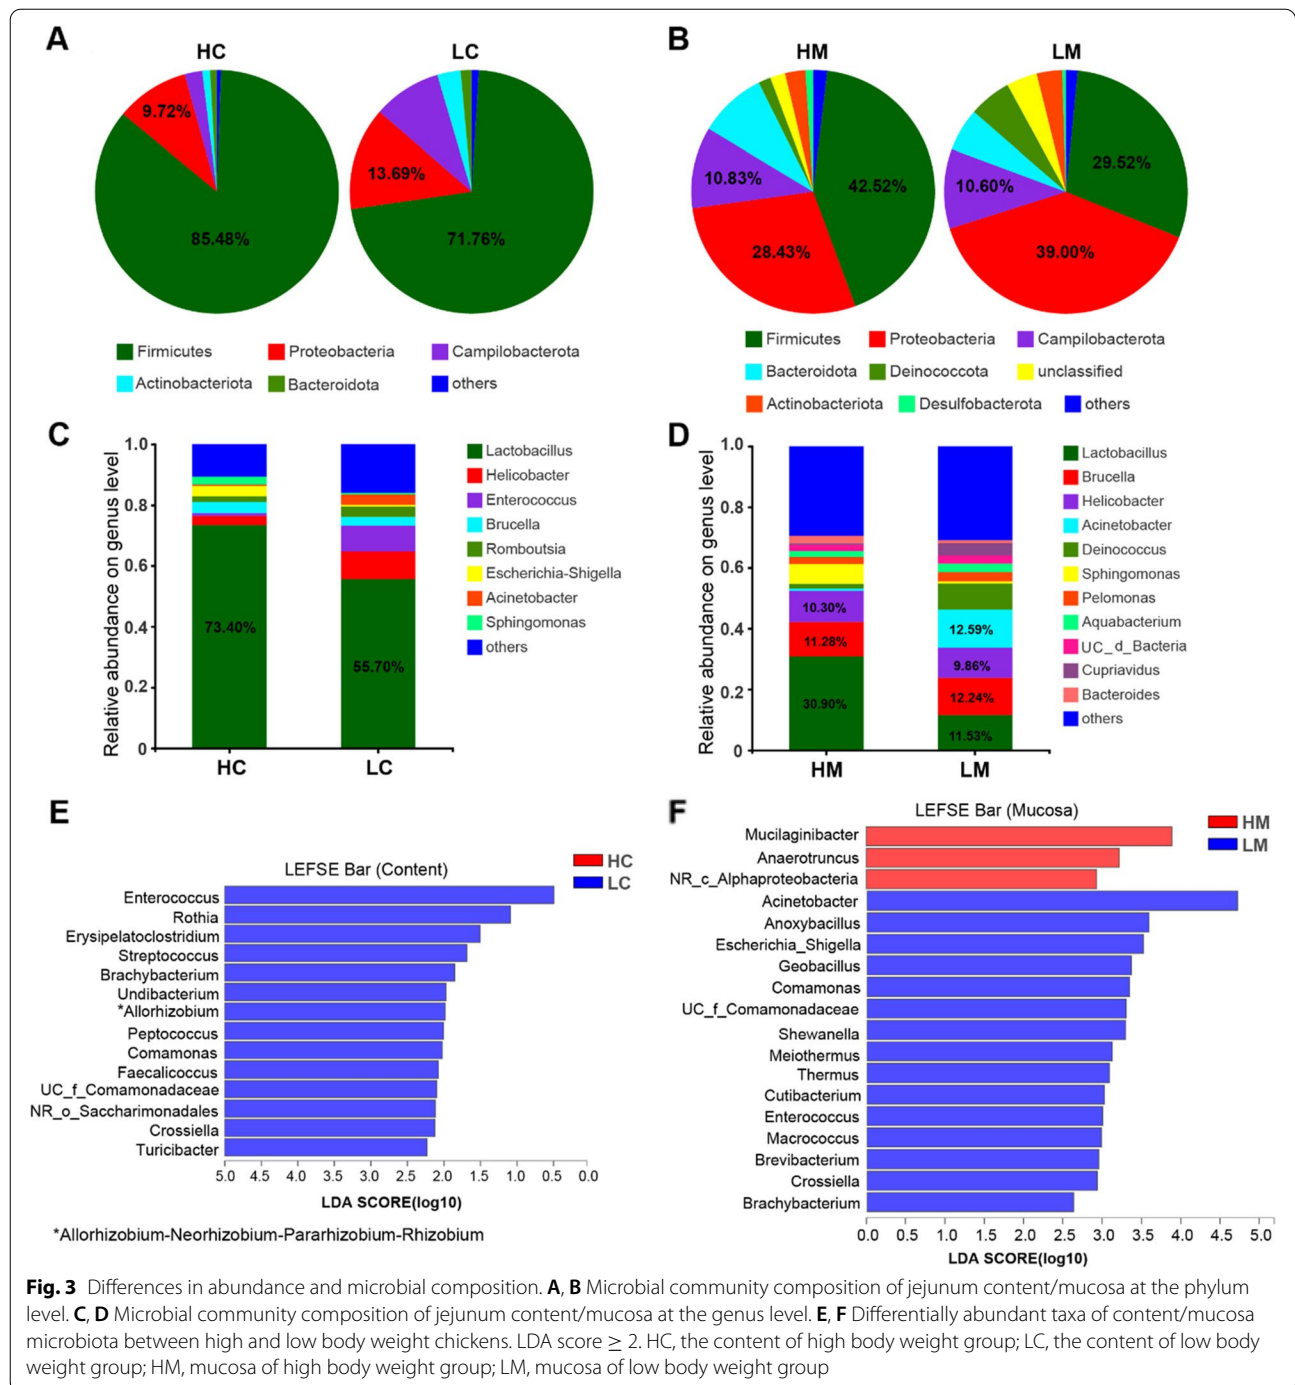 A
HC
LC
9.72%
85.48%
13.69%
71.76%
Firmicutes
Proteobacteria
Campilobacterota
Actinobacteriota
Bacteroidota
others
B
HM
LM
10.83%
42.52%
28.43%
29.52%
10.60%
39.00%
Firmicutes
Proteobacteria
Campilobacterota
Bacteroidota
Deinococcota
unclassified
Actinobacteriota
Desulfobacterota
others
C
Relative abundance on genus level
1.0
0.8
0.6
0.4
0.2
0
73.40%
55.70%
HC
LC
Lactobacillus
Helicobacter
Enterococcus
Brucella
Romboutsia
Escherichia-Shigella
Acinetobacter
Sphingomonas
others
D
Relative abundance on genus level
1.0
0.8
0.6
0.4
0.2
0
10.30%
11.28%
30.90%
12.59%
9.86%
12.24%
11.53%
HM
LM
Lactobacillus
Brucella
Helicobacter
Acinetobacter
Deinococcus
Sphingomonas
Pelomonas
Aquabacterium
UC_d_Bacteria
Cupriavidus
Bacteroides
others
E
LEFSE Bar (Content)
HC
LC
Enterococcus
Rothia
Erysipelatoclostridium
Streptococcus
Brachybacterium
Undibacterium
*Allorhizobium
Peptococcus
Comamonas
Faecalicoccus
UC_f_Comamonadaceae
NR_o_Saccharimonadales
Crossiella
Turicibacter
5.0 4.5 4.0 3.5 3.0 2.5 2.0 1.5 1.0 0.5 0.0
LDA SCORE(log10)
*Allorhizobium-Neorhizobium-Pararhizobium-Rhizobium
F
LEFSE Bar (Mucosa)
HM
LM
Mucilaginibacter
Anaerotruncus
NR_c_Alphaproteobacteria
Acinetobacter
Anoxybacillus
Escherichia_Shigella
Geobacillus
Comamonas
UC_f_Comamonadaceae
Shewanella
Meiothermus
Thermus
Cutibacterium
Enterococcus
Macrococcus
Brevibacterium
Crossiella
Brachybacterium
0.0 0.5 1.0 1.5 2.0 2.5 3.0 3.5 4.0 4.5 5.0
LDA SCORE(log10)
Fig. 3 Differences in abundance and microbial composition. A, B Microbial community composition of jejunum content/mucosa at the phylum
level. C, D Microbial community composition of jejunum content/mucosa at the genus level. E, F Differentially abundant taxa of content/mucosa
microbiota between high and low body weight chickens. LDA score ≥ 2. HC, the content of high body weight group; LC, the content of low body
weight group; HM, mucosa of high body weight group; LM, mucosa of low body weight group